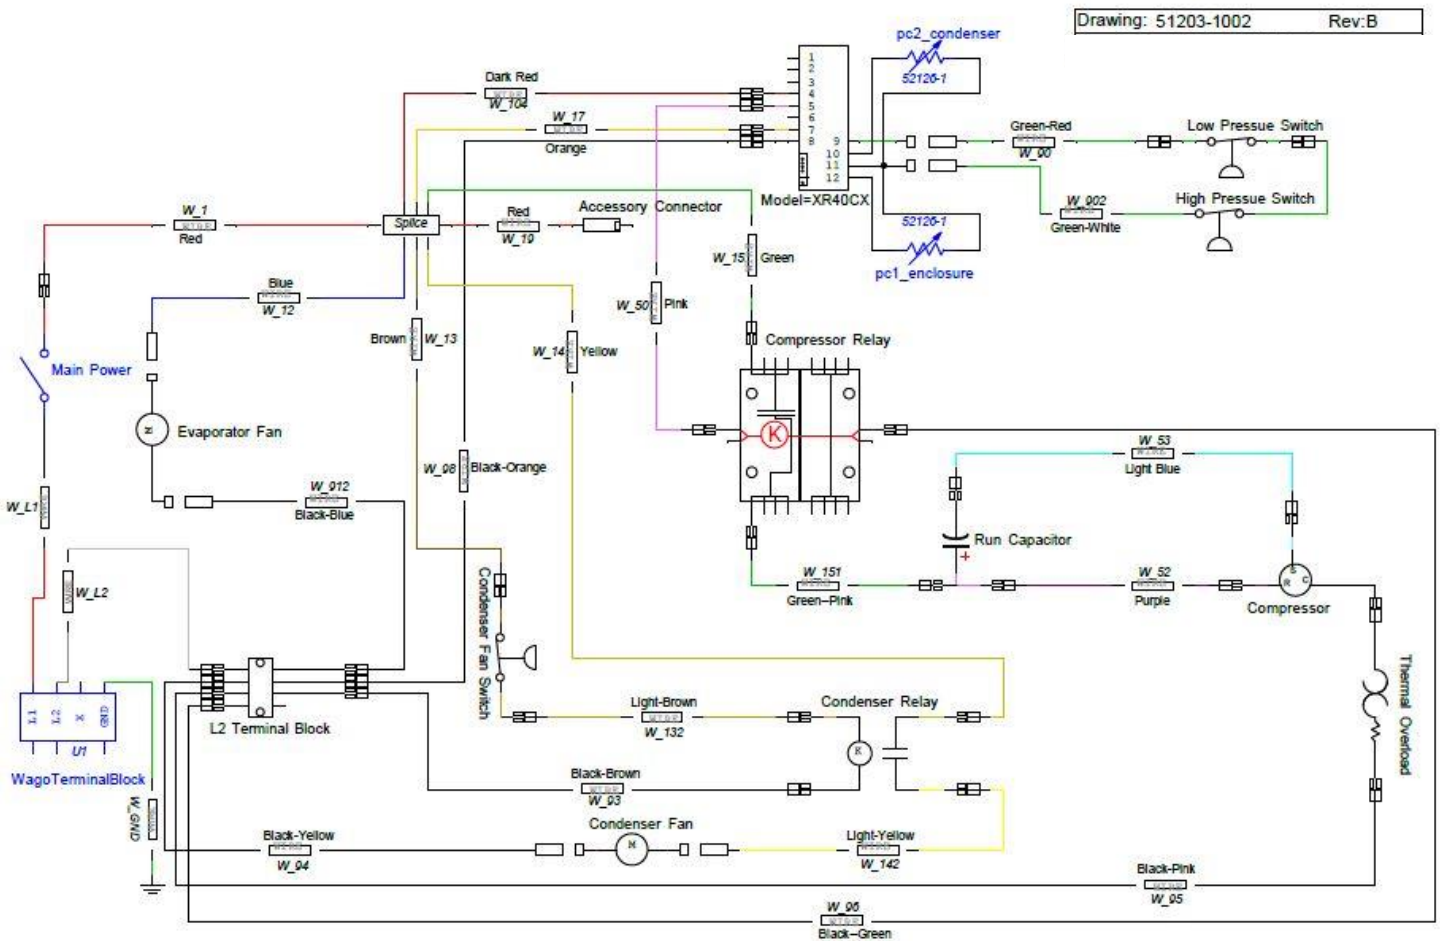 Drawing: 51203-1002 Rev:B
pc2_condenser
52126-1
Dark Red
W_104
W_17
Orange
1
2
3
4
5
6
7
8
9
10
11
12
Model=XR40CX
Green-Red
W_90
Low Pressue Switch
W_902
Green-White
High Pressue Switch
52126-1
pc1_enclosure
W_1
Red
Splice
Red
W_19
Accessory Connector
W_15
Green
Blue
W_12
W_50
Pink
Brown
W_13
W_14
Yellow
Compressor Relay
K
Main Power
M
Evaporator Fan
W_98
Black-Orange
W_53
Light Blue
W_L1
W_912
Black-Blue
Run Capacitor
+
W_L2
W_151
Green-Pink
W_52
Purple
S
R
C
Compressor
Condenser Fan Switch
Thermal Overload
L1
L2
X
GND
U1
WagoTerminalBlock
L2 Terminal Block
Light-Brown
W_132
Condenser Relay
K
Black-Brown
W_93
W_GND
Black-Yellow
W_94
Condenser Fan
M
Light-Yellow
W_142
Black-Pink
W_95
W_96
Black-Green